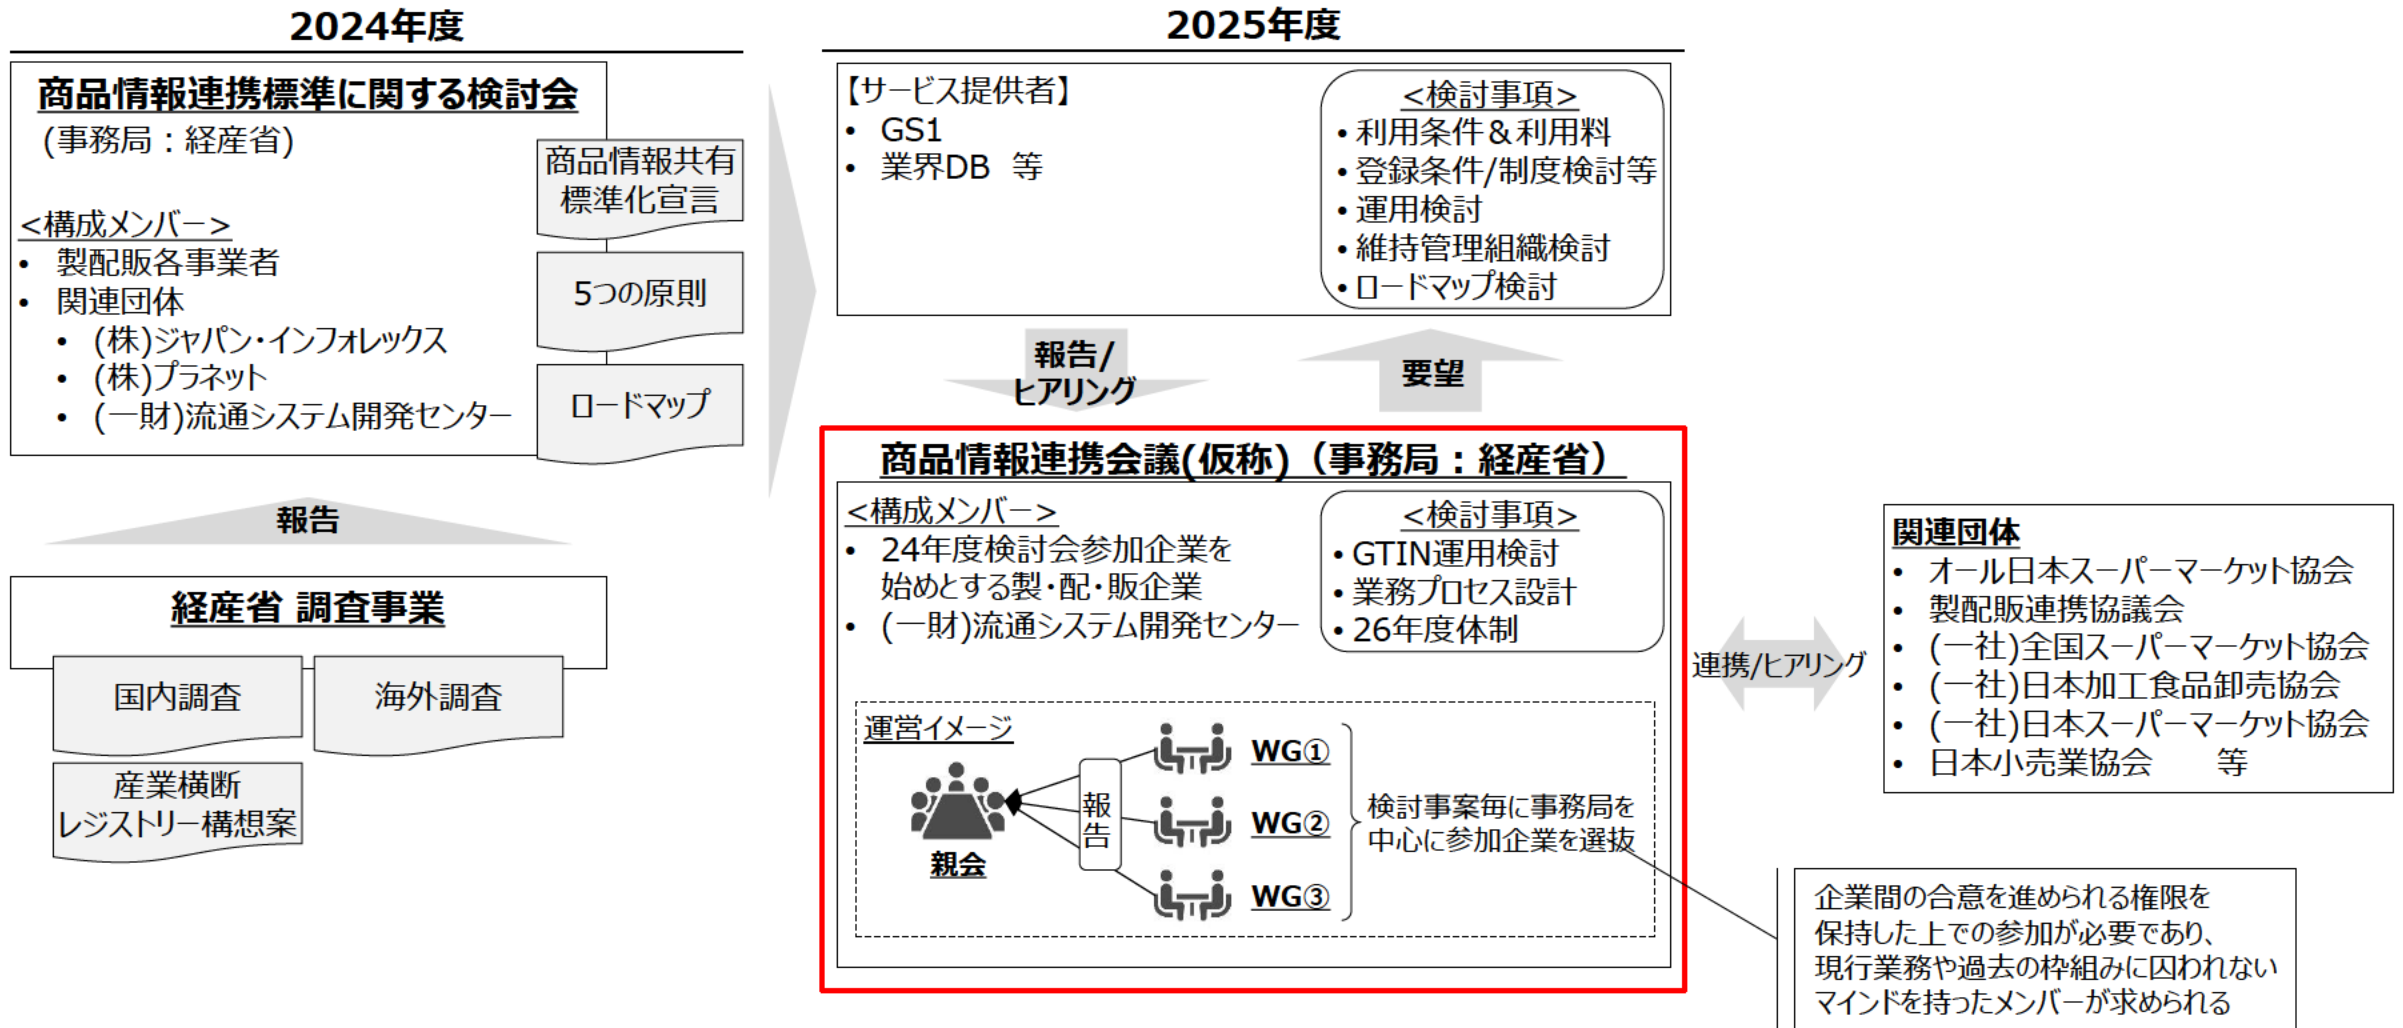 2024年度
商品情報連携標準に関する検討会
(事務局：経産省)
<構成メンバー>
• 製配販各事業者
• 関連団体
• (株)ジャパン・インフォレックス
• (株)プラネット
• (一財)流通システム開発センター
商品情報共有
標準化宣言
5つの原則
ロードマップ
報告
経産省 調査事業
国内調査
海外調査
産業横断
レジストリー構想案
2025年度
【サービス提供者】
• GS1
• 業界DB 等
<検討事項>
• 利用条件＆利用料
• 登録条件/制度検討等
• 運用検討
• 維持管理組織検討
• ロードマップ検討
報告/
ヒアリング
要望
商品情報連携会議(仮称)（事務局：経産省）
<構成メンバー>
• 24年度検討会参加企業を
始めとする製・配・販企業
• (一財)流通システム開発センター
<検討事項>
• GTIN運用検討
• 業務プロセス設計
• 26年度体制
運営イメージ
親会
報告
WG①
WG②
WG③
検討事案毎に事務局を
中心に参加企業を選抜
連携/ヒアリング
関連団体
• オール日本スーパーマーケット協会
• 製配販連携協議会
• (一社)全国スーパーマーケット協会
• (一社)日本加工食品卸売協会
• (一社)日本スーパーマーケット協会
• 日本小売業協会 等
企業間の合意を進められる権限を
保持した上での参加が必要であり、
現行業務や過去の枠組みに囚われない
マインドを持ったメンバーが求められる